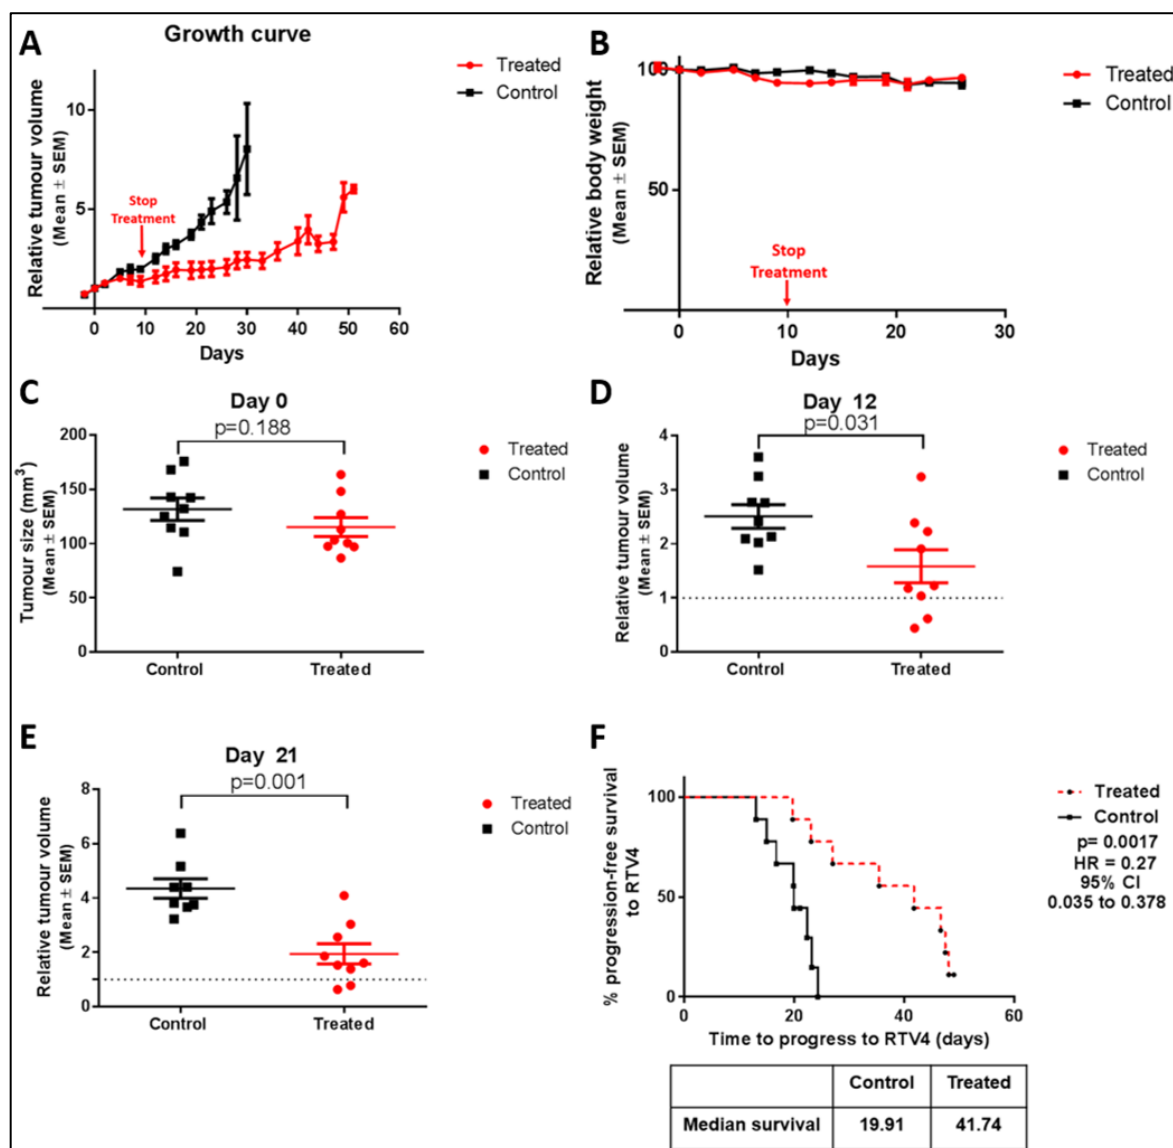 A
Growth curve
Relative tumour volume
(Mean ± SEM)
10
5
Stop
Treatment
0 10 20 30 40 50 60
Days
Treated
Control
B
Relative body weight
(Mean ± SEM)
100
50
Stop
Treatment
0 10 20 30
Days
Treated
Control
C
Day 0
p=0.188
Tumour size (mm³)
(Mean ± SEM)
200
150
100
50
0
Control Treated
Treated
Control
D
Day 12
p=0.031
Relative tumour volume
(Mean ± SEM)
4
3
2
1
0
Control Treated
Treated
Control
E
Day 21
p=0.001
Relative tumour volume
(Mean ± SEM)
8
6
4
2
0
Control Treated
Treated
Control
F
% progression-free survival
to RTV4
100
50
0
0 20 40 60
Time to progress to RTV4 (days)
Treated
Control
p= 0.0017
HR = 0.27
95% CI
0.035 to 0.378
Control Treated
Median survival 19.91 41.74